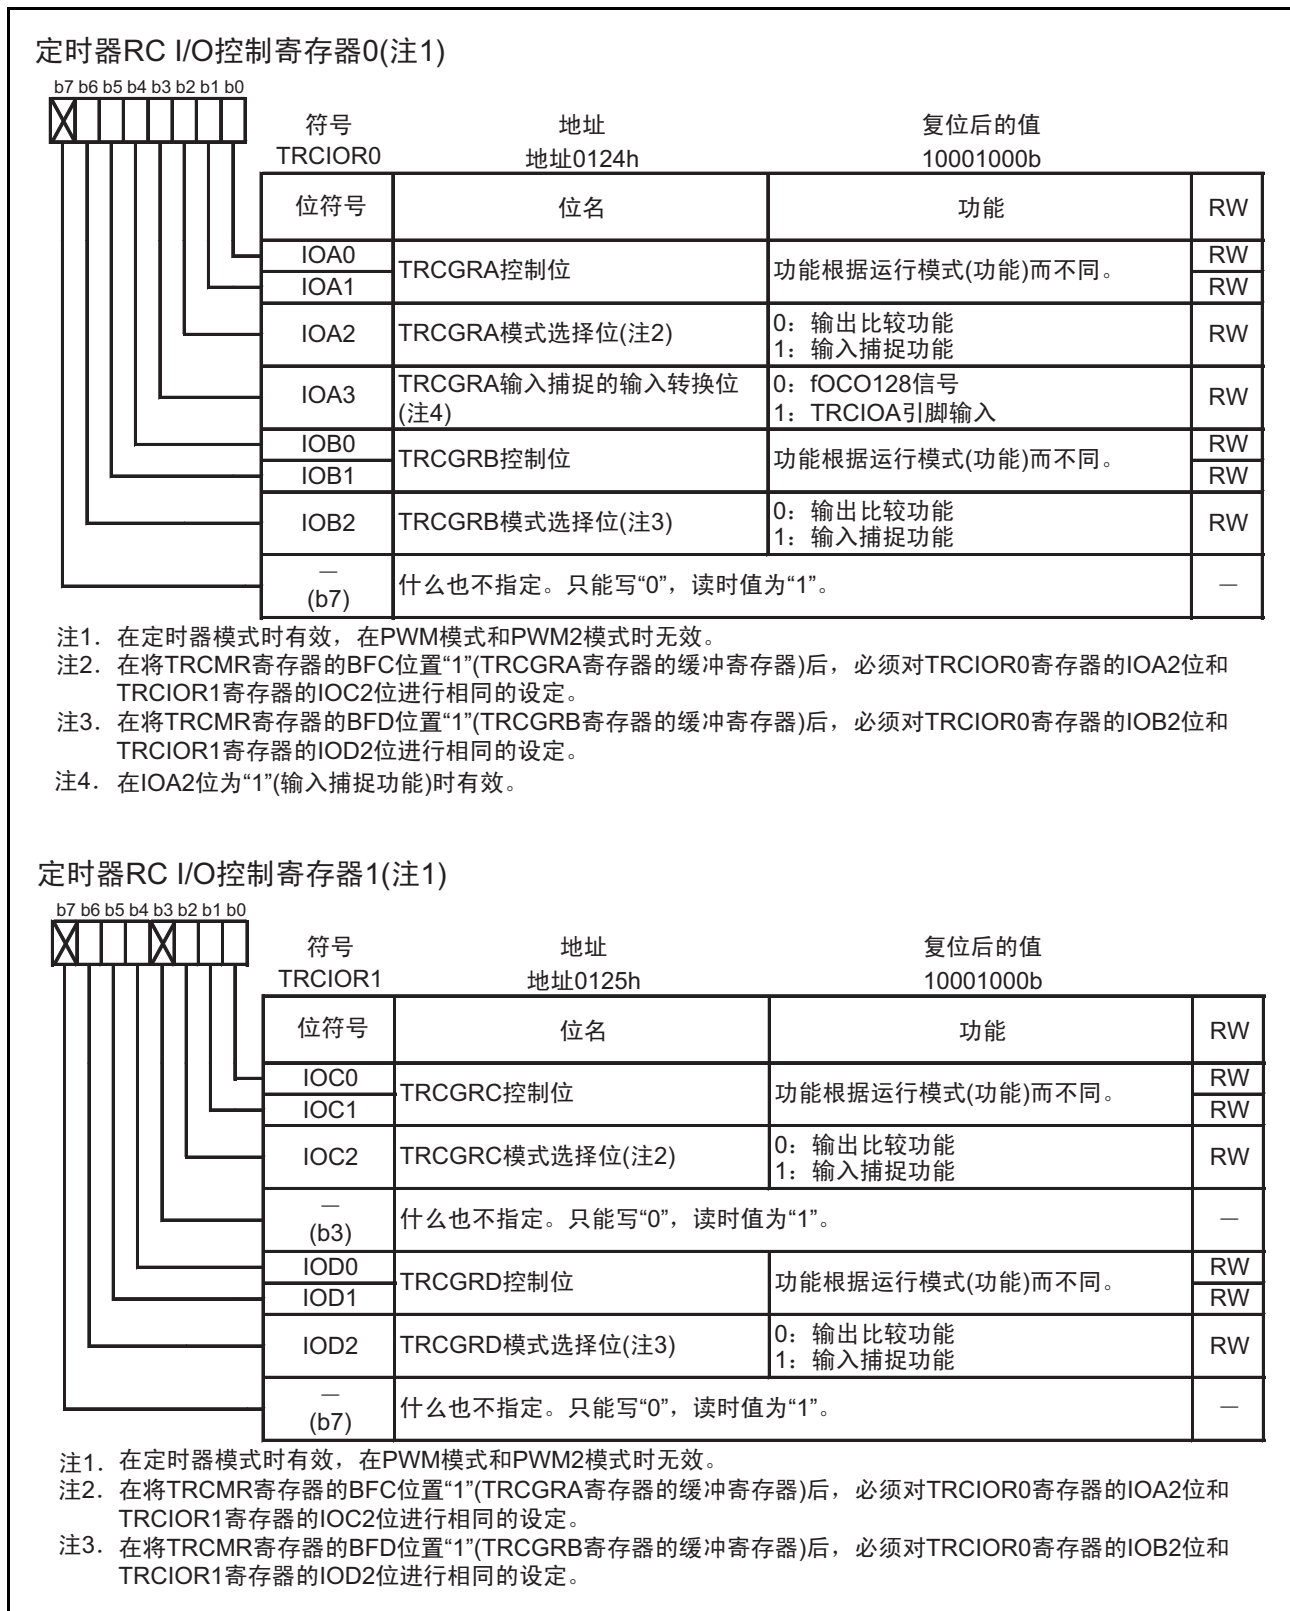 定时器RC I/O控制寄存器0(注1)
b7 b6 b5 b4 b3 b2 b1 b0
符号 地址 复位后的值
TRCIOR0 地址0124h 10001000b
位符号 位名 功能 RW
IOA0 RW
TRCGRA控制位 功能根据运行模式(功能)而不同。
IOA1 RW
IOA2 TRCGRA模式选择位(注2) 0：输出比较功能 RW
1：输入捕捉功能
IOA3 TRCGRA输入捕捉的输入转换位 0：fOCO128信号 RW
(注4) 1：TRCIOA引脚输入
IOB0 RW
TRCGRB控制位 功能根据运行模式(功能)而不同。
IOB1 RW
IOB2 TRCGRB模式选择位(注3) 0：输出比较功能 RW
1：输入捕捉功能
—
(b7) 什么也不指定。只能写“0”，读时值为“1”。 —
注1. 在定时器模式时有效，在PWM模式和PWM2模式时无效。
注2. 在将TRCMR寄存器的BFC位置“1”(TRCGRA寄存器的缓冲寄存器)后，必须对TRCIOR0寄存器的IOA2位和
TRCIOR1寄存器的IOC2位进行相同的设定。
注3. 在将TRCMR寄存器的BFD位置“1”(TRCGRB寄存器的缓冲寄存器)后，必须对TRCIOR0寄存器的IOB2位和
TRCIOR1寄存器的IOD2位进行相同的设定。
注4. 在IOA2位为“1”(输入捕捉功能)时有效。
定时器RC I/O控制寄存器1(注1)
b7 b6 b5 b4 b3 b2 b1 b0
符号 地址 复位后的值
TRCIOR1 地址0125h 10001000b
位符号 位名 功能 RW
IOC0 RW
TRCGRC控制位 功能根据运行模式(功能)而不同。
IOC1 RW
IOC2 TRCGRC模式选择位(注2) 0：输出比较功能 RW
1：输入捕捉功能
—
(b3) 什么也不指定。只能写“0”，读时值为“1”。 —
IOD0 RW
TRCGRD控制位 功能根据运行模式(功能)而不同。
IOD1 RW
IOD2 TRCGRD模式选择位(注3) 0：输出比较功能 RW
1：输入捕捉功能
—
(b7) 什么也不指定。只能写“0”，读时值为“1”。 —
注1. 在定时器模式时有效，在PWM模式和PWM2模式时无效。
注2. 在将TRCMR寄存器的BFC位置“1”(TRCGRA寄存器的缓冲寄存器)后，必须对TRCIOR0寄存器的IOA2位和
TRCIOR1寄存器的IOC2位进行相同的设定。
注3. 在将TRCMR寄存器的BFD位置“1”(TRCGRB寄存器的缓冲寄存器)后，必须对TRCIOR0寄存器的IOB2位和
TRCIOR1寄存器的IOD2位进行相同的设定。